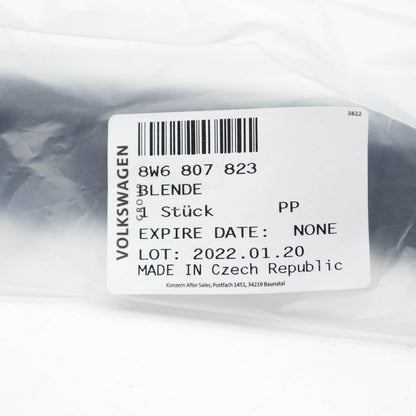 3822
VOLKSWAGEN
GROUP
8W6 807 823
BLENDE
1 Stück PP
EXPIRE DATE: NONE
LOT: 2022.01.20
MADE IN Czech Republic
Konzern After Sales, Postfach 1451, 34219 Baunatal